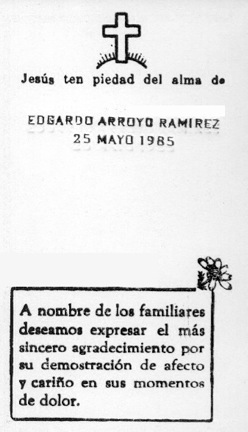 Jesús ten piedad del alma de
EDGARDO ARROYO RAMIREZ
25 MAYO 1985
A nombre de los familiares
deseamos expresar el más
sincero agradecimiento por
su demostración de afecto
y cariño en sus momentos
de dolor.